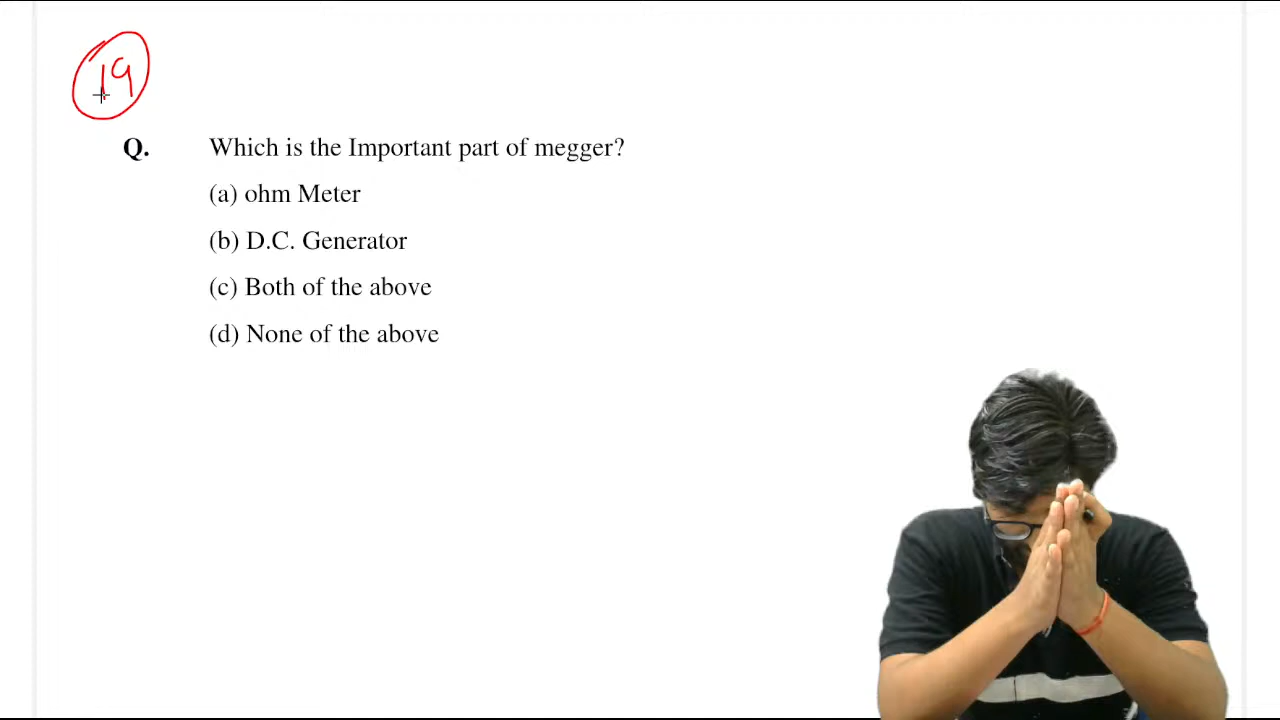 19
Q. Which is the Important part of megger?
(a) ohm Meter
(b) D.C. Generator
(c) Both of the above
(d) None of the above